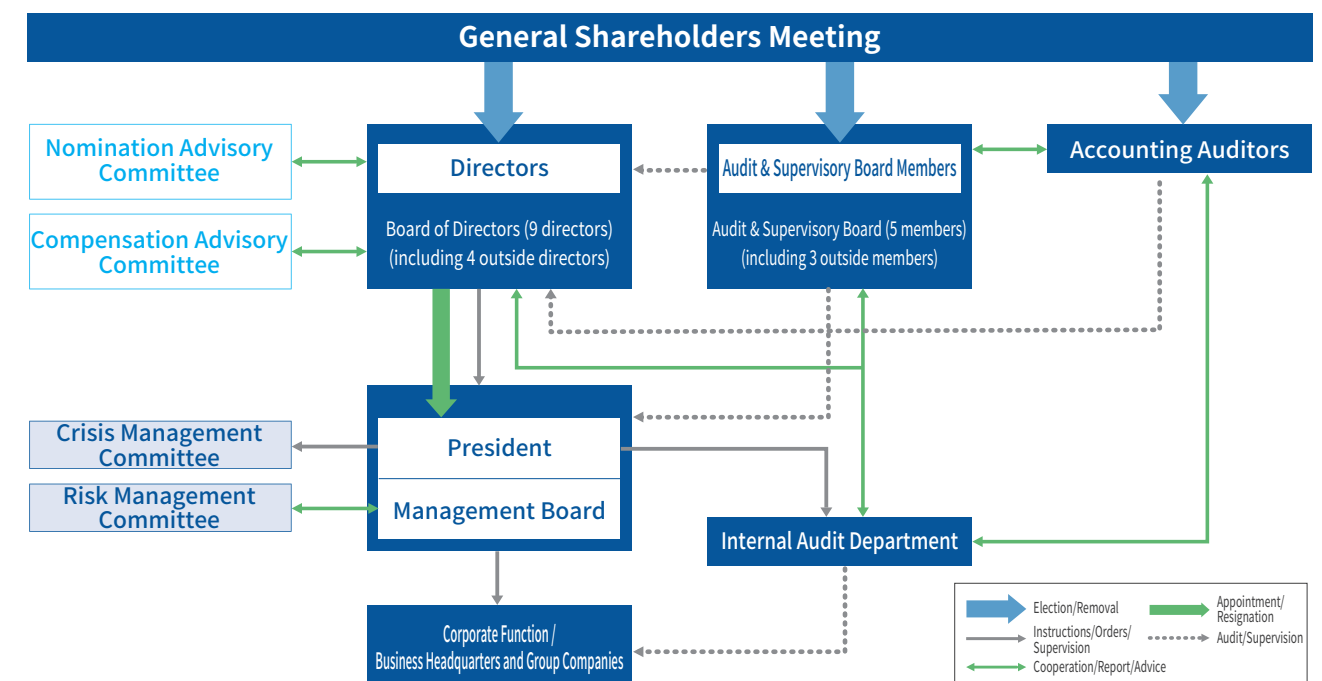 General Shareholders Meeting
Nomination Advisory
Committee
Directors
Audit & Supervisory Board Members
Accounting Auditors
Compensation Advisory
Committee
Board of Directors (9 directors)
(including 4 outside directors)
Audit & Supervisory Board (5 members)
(including 3 outside members)
Crisis Management
Committee
President
Risk Management
Committee
Management Board
Internal Audit Department
Corporate Function /
Business Headquarters and Group Companies
Election/Removal
Appointment/
Resignation
Instructions/Orders/
Supervision
Audit/Supervision
Cooperation/Report/Advice